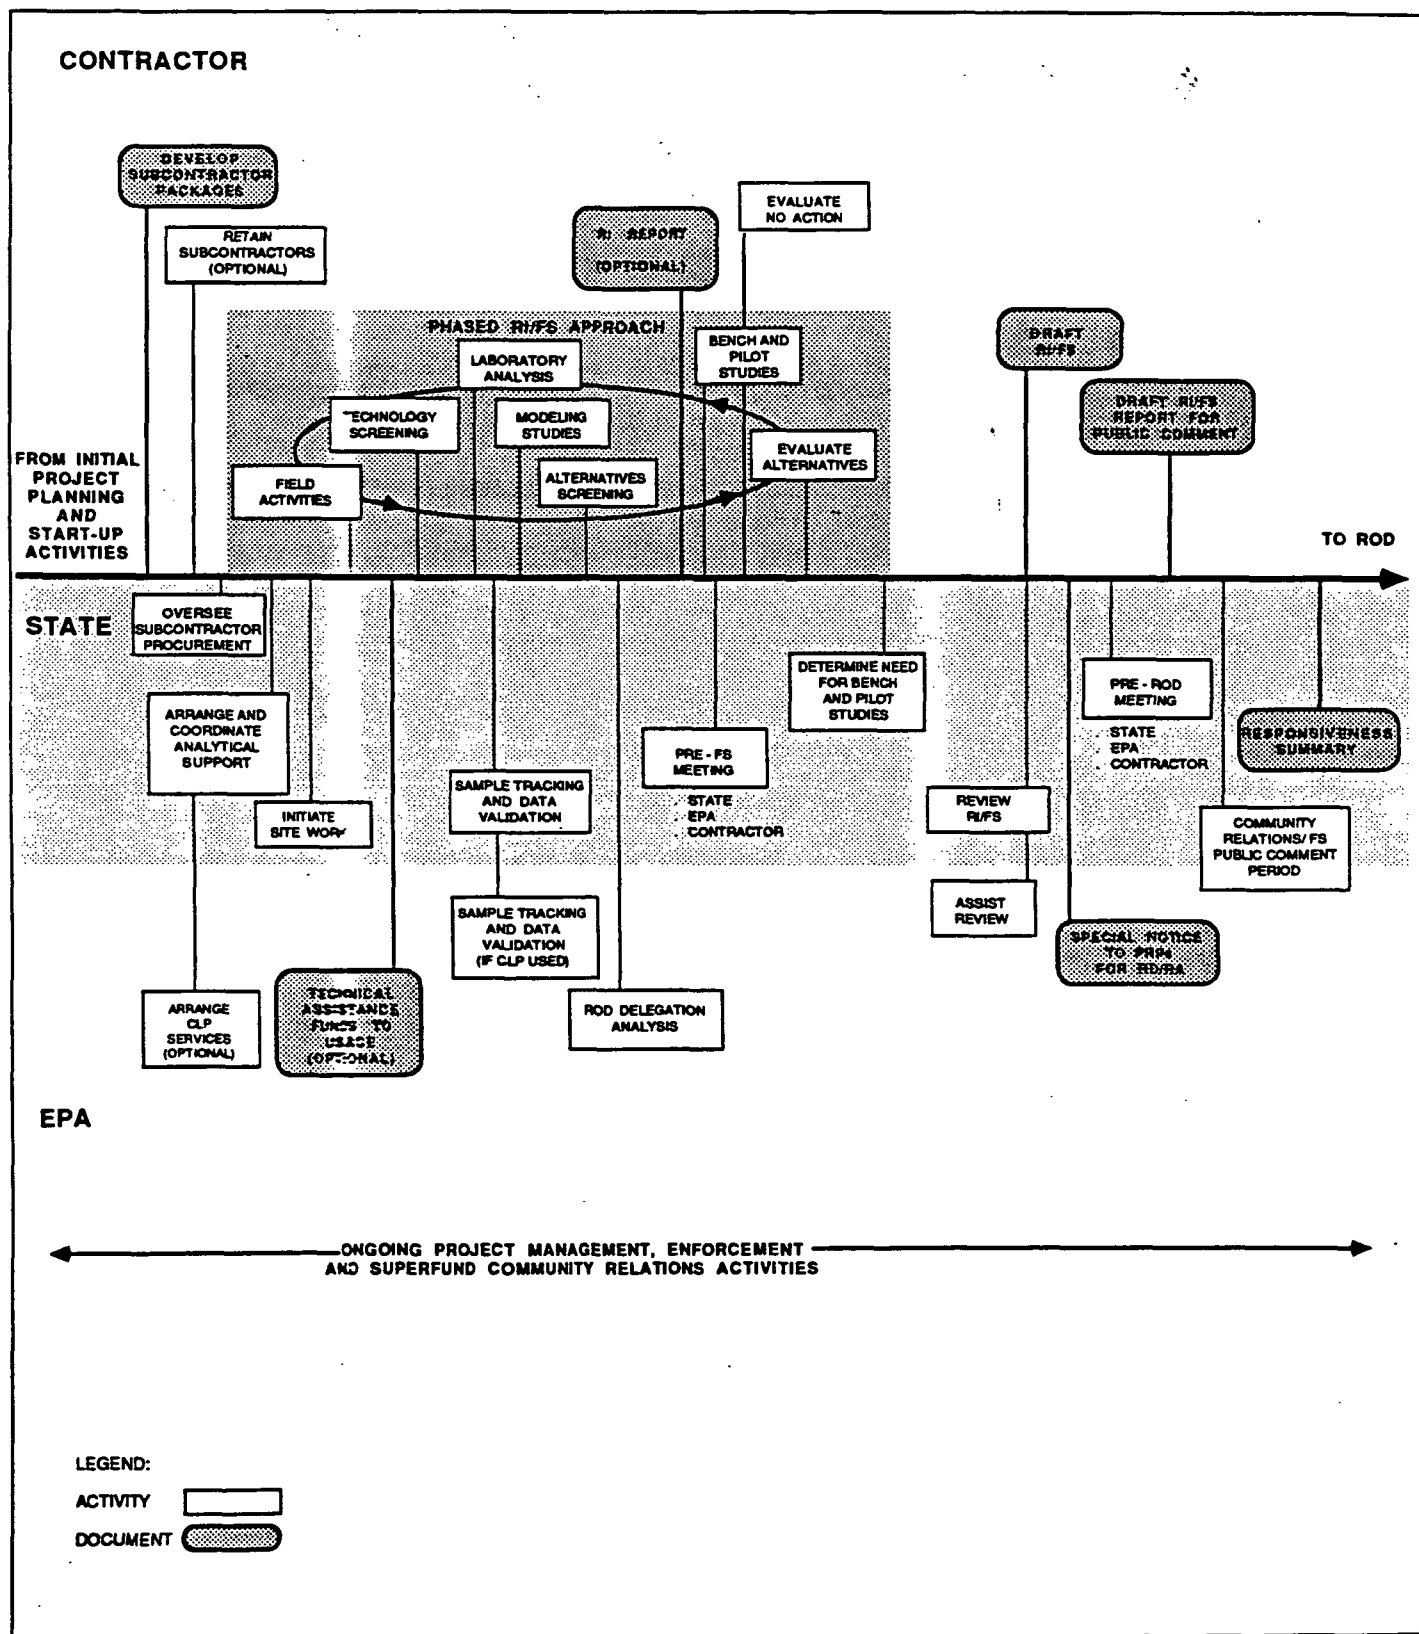 CONTRACTOR
DEVELOP
SUBCONTRACTOR
PACKAGES
RETAIN
SUBCONTRACTORS
(OPTIONAL)
EVALUATE
NO ACTION
RI REPORT
(OPTIONAL)
PHASED RI/FS APPROACH
LABORATORY
ANALYSIS
BENCH AND
PILOT
STUDIES
DRAFT
RI/FS
TECHNOLOGY
SCREENING
MODELING
STUDIES
DRAFT RI/FS
REPORT FOR
PUBLIC COMMENT
EVALUATE
ALTERNATIVES
FROM INITIAL
PROJECT
PLANNING
AND
START-UP
ACTIVITIES
FIELD
ACTIVITIES
ALTERNATIVES
SCREENING
TO ROD
STATE
OVERSEE
SUBCONTRACTOR
PROCUREMENT
DETERMINE NEED
FOR BENCH
AND PILOT
STUDIES
PRE - ROD
MEETING
. STATE
. EPA
. CONTRACTOR
ARRANGE AND
COORDINATE
ANALYTICAL
SUPPORT
PRE - FS
MEETING
. STATE
. EPA
. CONTRACTOR
RESPONSIVENESS
SUMMARY
SAMPLE TRACKING
AND DATA
VALIDATION
INITIATE
SITE WORK
REVIEW
RI/FS
COMMUNITY
RELATIONS/ FS
PUBLIC COMMENT
PERIOD
ASSIST
REVIEW
SAMPLE TRACKING
AND DATA
VALIDATION
(IF CLP USED)
SPECIAL NOTICE
TO PRPs
FOR RD/RA
ARRANGE
CLP
SERVICES
(OPTIONAL)
TECHNICAL
ASSISTANCE
FUNDS TO
USAGE
(OPTIONAL)
ROD DELEGATION
ANALYSIS
EPA
ONGOING PROJECT MANAGEMENT, ENFORCEMENT
AND SUPERFUND COMMUNITY RELATIONS ACTIVITIES
LEGEND:
ACTIVITY
DOCUMENT